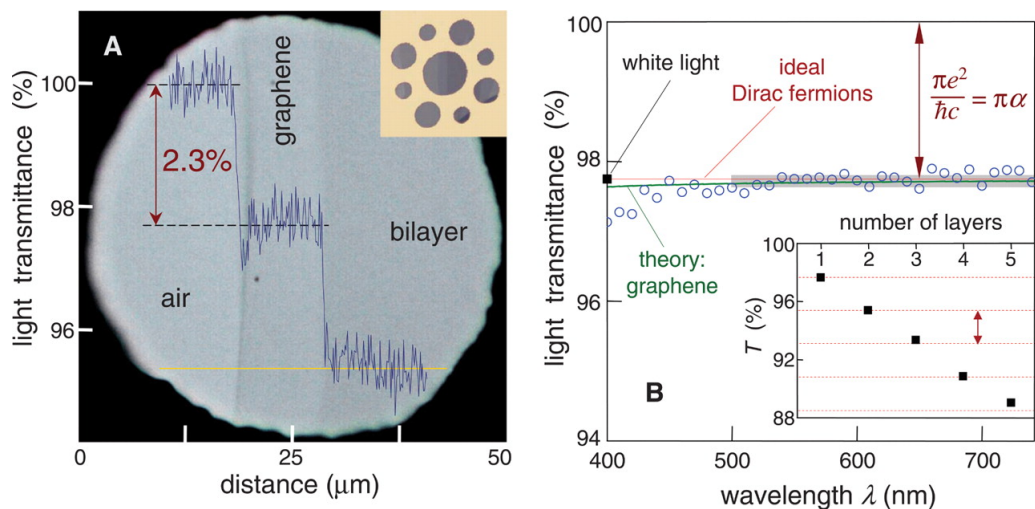 A
light transmittance (%)
100
98
96
2.3%
air
graphene
bilayer
0
25
50
distance (μm)
B
light transmittance (%)
100
98
96
94
white light
ideal
Dirac fermions
πe²/ħc = πα
theory:
graphene
number of layers
1 2 3 4 5
T (%)
100
96
92
88
400 500 600 700
wavelength λ (nm)